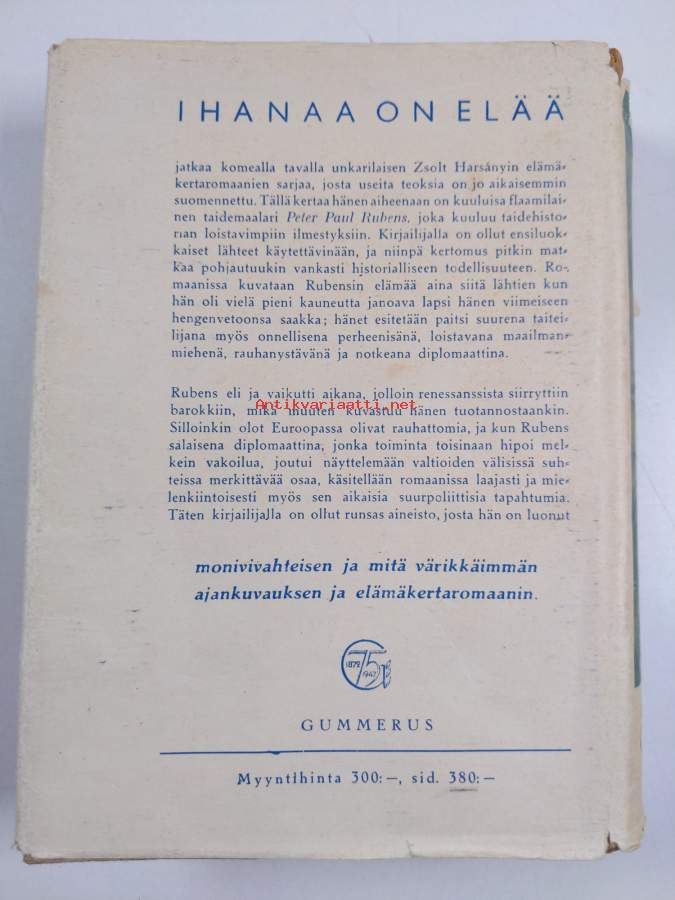 IHANAA ON ELÄÄ
jatkaa komealla tavalla unkarilaisen Zsolt Harsányin elämä-
kertaromaanien sarjaa, josta useita teoksia on jo aikaisemmin
suomennettu. Tällä kertaa hänen aiheenaan on kuuluisa flaamilai-
nen taidemaalari Peter Paul Rubens, joka kuuluu taidehisto-
rian loistavimpiin ilmestyksiin. Kirjailijalla on ollut ensiluok-
kaiset lähteet käytettävinään, ja niinpä kertomus pitkin mat-
kaa pohjautuukin vankasti historialliseen todellisuuteen. Ro-
maanissa kuvataan Rubensin elämää aina siitä lähtien kun
hän oli vielä pieni kauneutta janoava lapsi hänen viimeiseen
hengenvetoonsa saakka; hänet esitetään paitsi suurena taitei-
lijana myös onnellisena perheenisänä, loistavana maailman-
miehenä, rauhanystävänä ja notkeana diplomaattina.
Rubens eli ja vaikutti aikana, jolloin renessanssista siirryttiin
Antikvariaatti.net
barokkiin, mikä muuten kuvastuu hänen tuotannostaankin.
Silloinkin olot Euroopassa olivat rauhattomia, ja kun Rubens
salaisena diplomaattina, jonka toiminta toisinaan hipoi mel-
kein vakoilua, joutui näyttelemään valtioiden välisissä suh-
teissa merkittävää osaa, käsitellään romaanissa laajasti ja mie-
lenkiintoisesti myös sen aikaisia suurpoliittisia tapahtumia.
Täten kirjailijalla on ollut runsas aineisto, josta hän on luonut
monivivahteisen ja mitä värikkäimmän
ajankuvauksen ja elämäkertaromaanin.
75
1872
1947
GUMMERUS
Myyntihinta 300:—, sid. 380:—